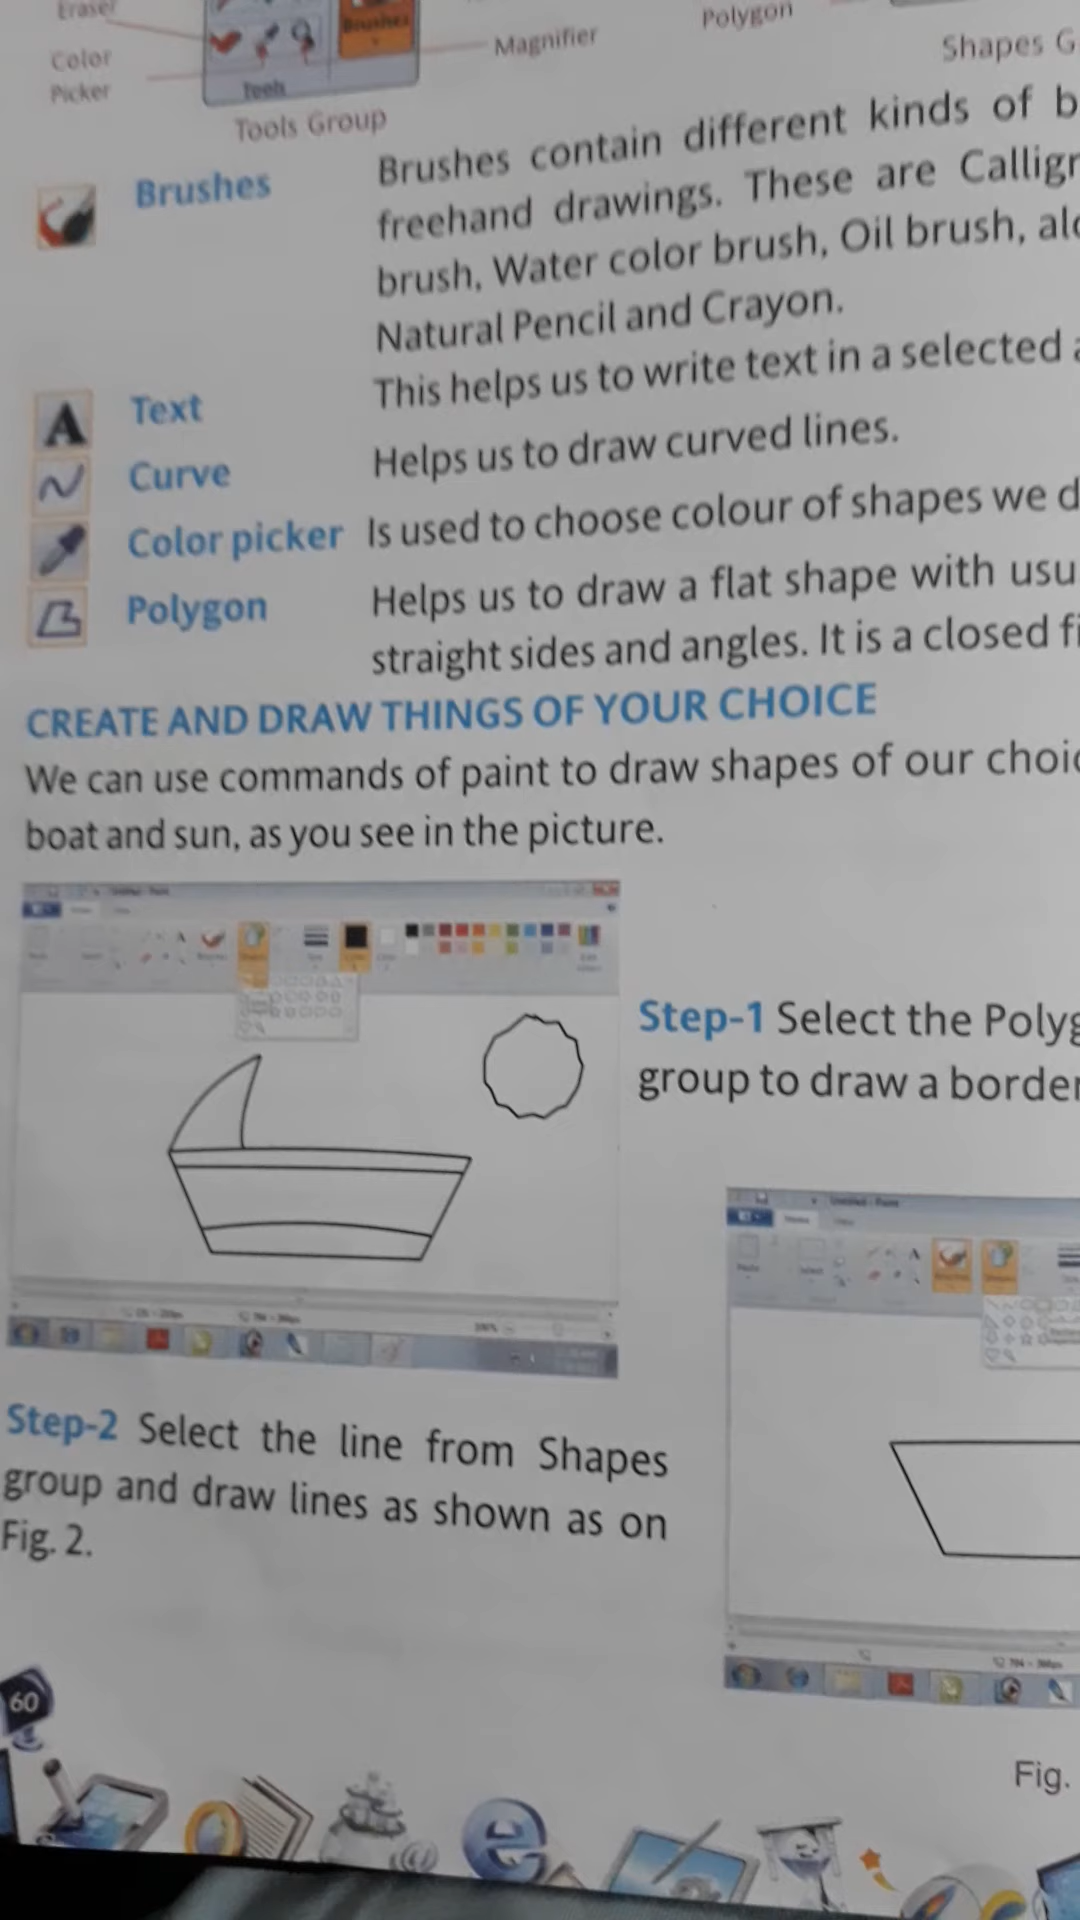 Eraser
Color
Picker
Brushes
Tools
Tools Group
Magnifier
Polygon
Shapes G
Brushes
Brushes contain different kinds of b
freehand drawings. These are Calligr
brush, Water color brush, Oil brush, alo
Natural Pencil and Crayon.
Text
This helps us to write text in a selected a
Curve
Helps us to draw curved lines.
Color picker
Is used to choose colour of shapes we d
Polygon
Helps us to draw a flat shape with usu
straight sides and angles. It is a closed fi
CREATE AND DRAW THINGS OF YOUR CHOICE
We can use commands of paint to draw shapes of our choic
boat and sun, as you see in the picture.
Step-1 Select the Polyg
group to draw a border
Step-2 Select the line from Shapes
group and draw lines as shown as on
Fig. 2.
60
Fig.